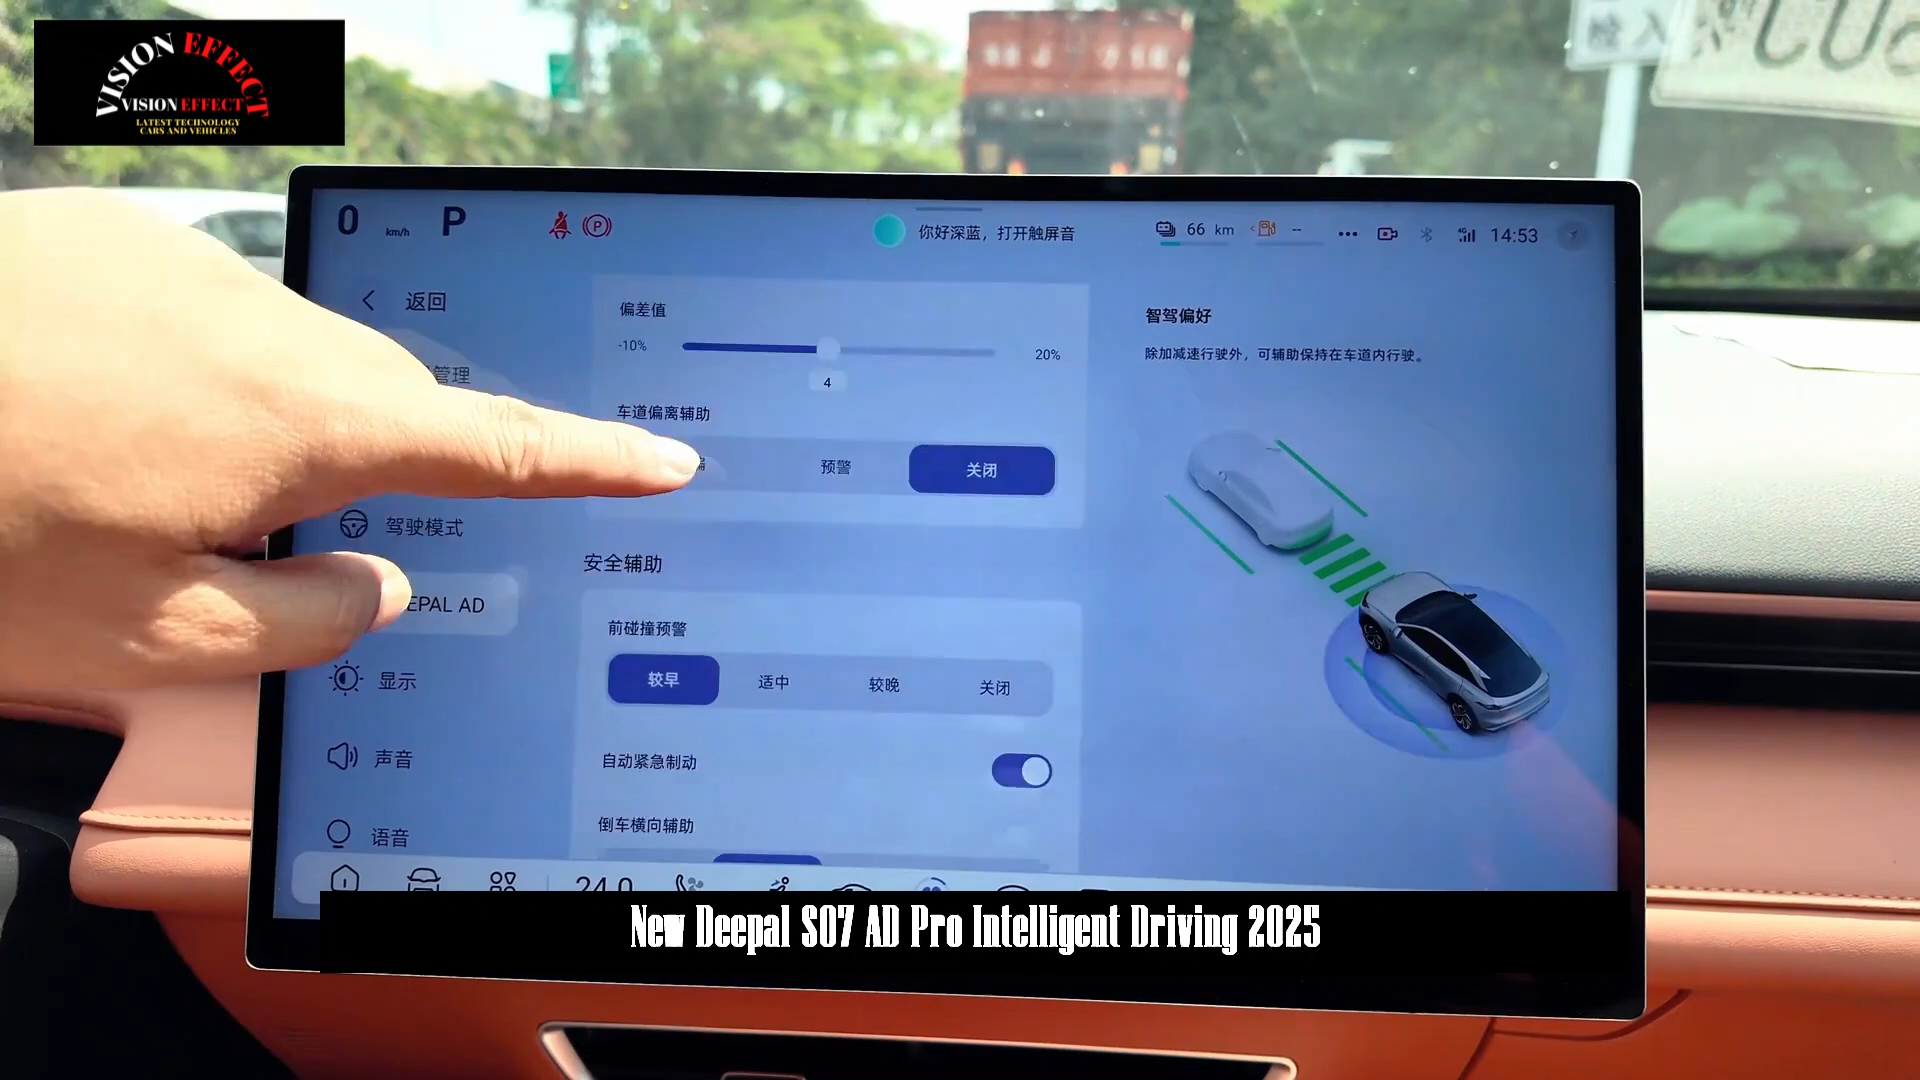 VISION EFFECT
VISION EFFECT
LATEST TECHNOLOGY
CARS AND VEHICLES
检 入
0 km/h P
你好深蓝，打开触屏音
66 km
--
14:53
返回
管理
驾驶模式
EPAL AD
显示
声音
语音
偏差值
-10%
20%
4
车道偏离辅助
预警
关闭
安全辅助
前碰撞预警
较早
适中
较晚
关闭
自动紧急制动
倒车横向辅助
智驾偏好
除加减速行驶外，可辅助保持在车道内行驶。
24.0
New Deepal S07 AD Pro Intelligent Driving 2025